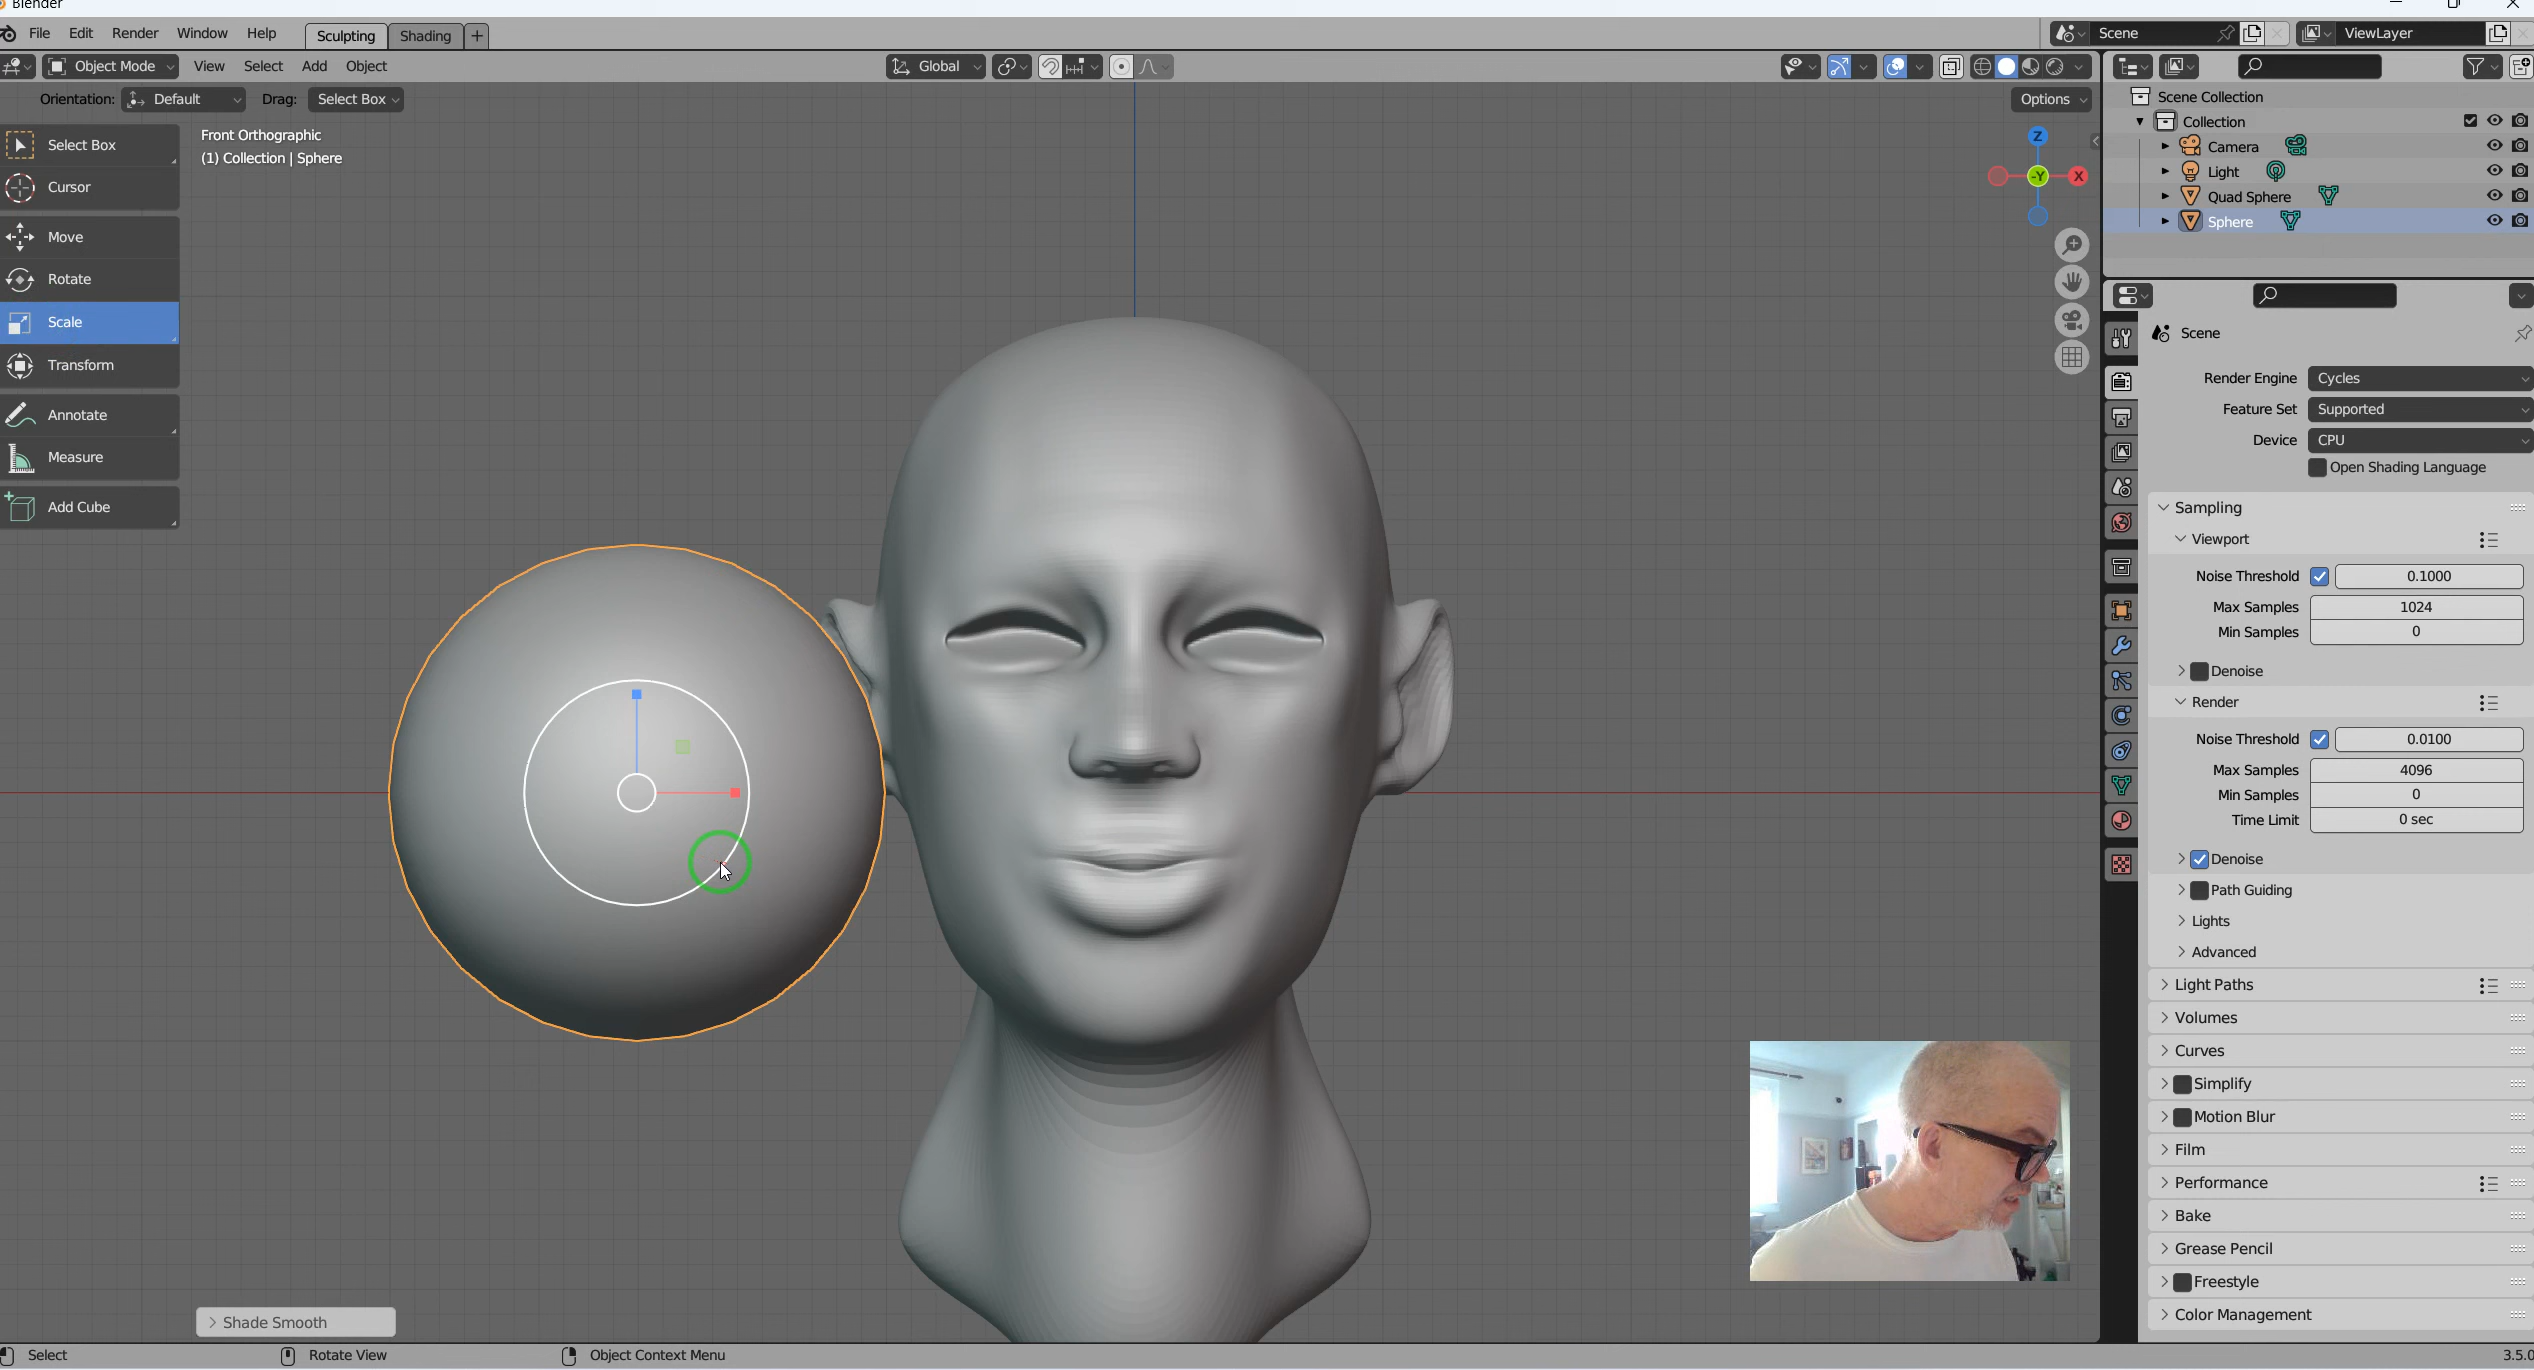 Blender
File Edit Render Window Help Sculpting Shading + Scene ViewLayer
Object Mode View Select Add Object Global
Orientation: Default Drag: Select Box Options
Front Orthographic
(1) Collection | Sphere
Select Box
Cursor
Move
Rotate
Scale
Transform
Annotate
Measure
Add Cube
Z
-Y X
Scene Collection
Collection
Camera
Light
Quad Sphere
Sphere
Scene
Render Engine Cycles
Feature Set Supported
Device CPU
Open Shading Language
Sampling
Viewport
Noise Threshold 0.1000
Max Samples 1024
Min Samples 0
Denoise
Render
Noise Threshold 0.0100
Max Samples 4096
Min Samples 0
Time Limit 0 sec
Denoise
Path Guiding
Lights
Advanced
Light Paths
Volumes
Curves
Simplify
Motion Blur
Film
Performance
Bake
Grease Pencil
Freestyle
Color Management
Shade Smooth
Select Rotate View Object Context Menu 3.5.0